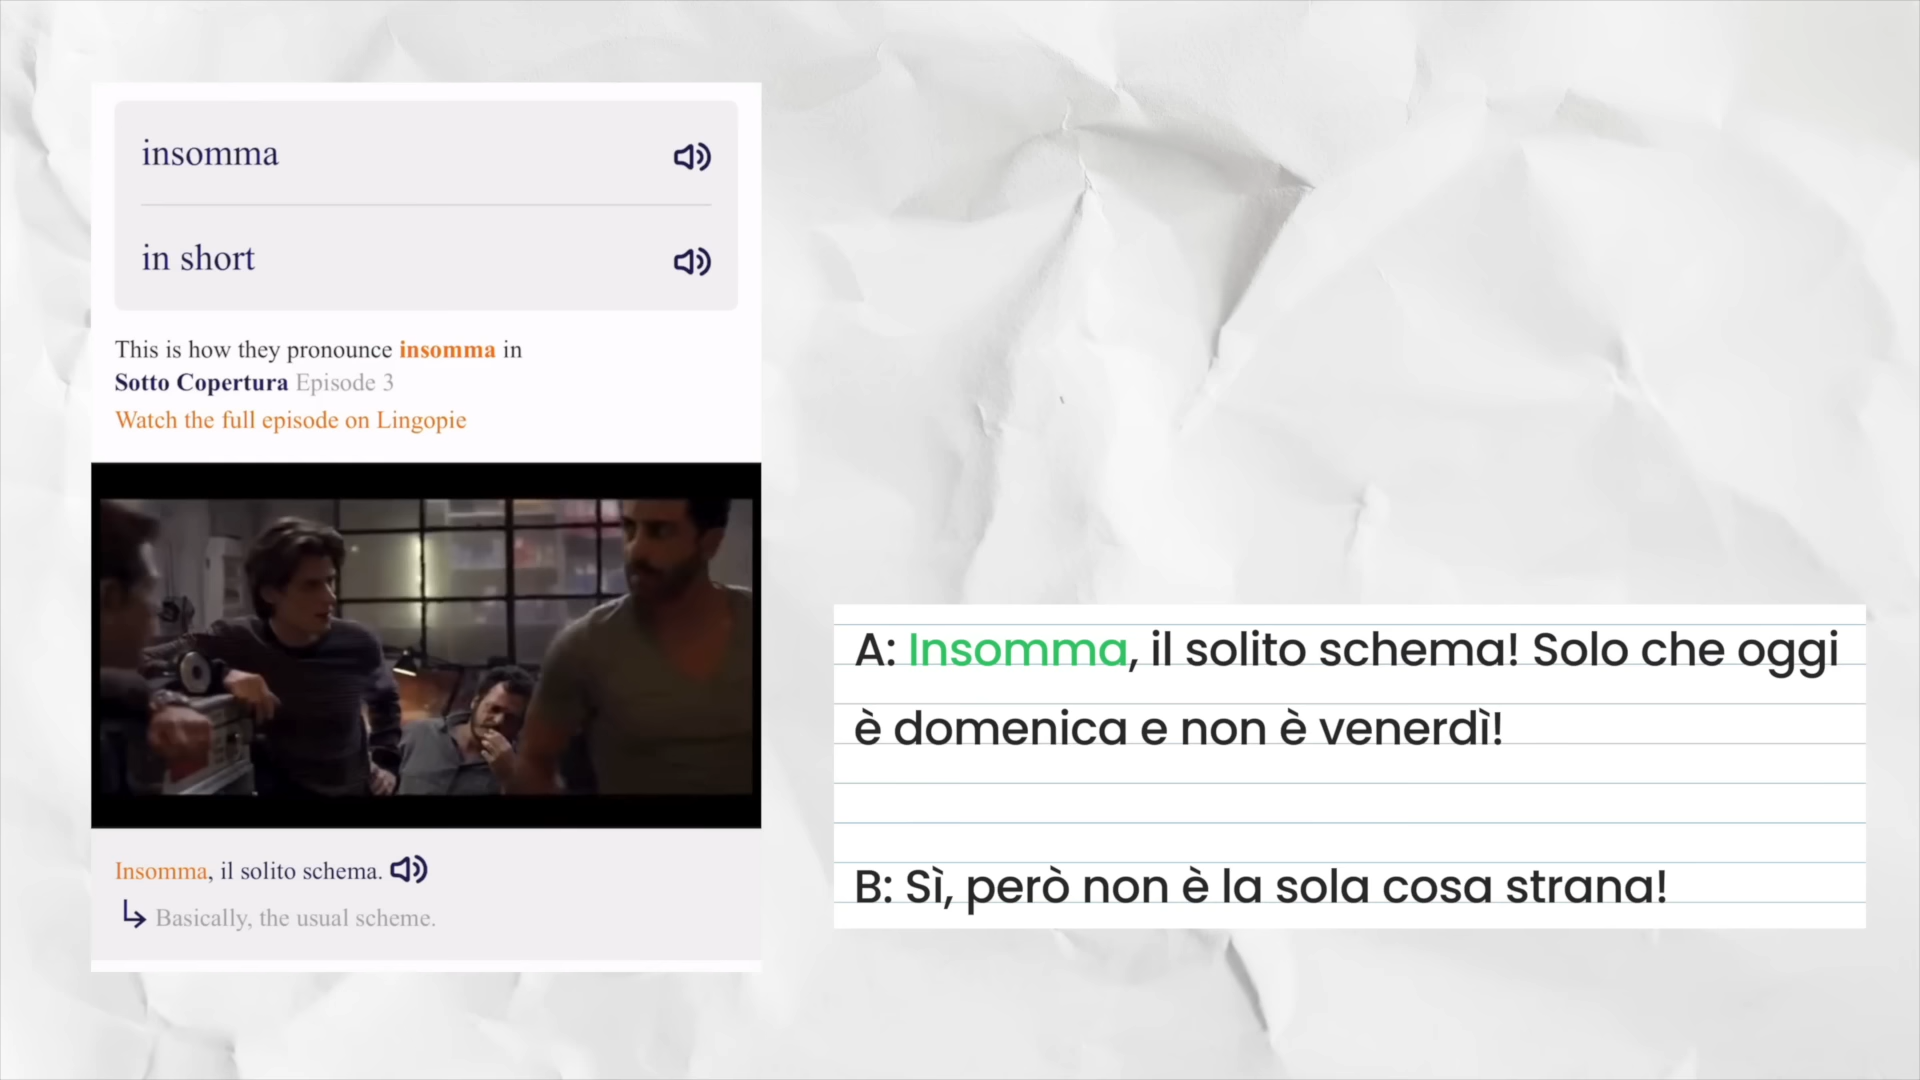 insomma
in short
This is how they pronounce insomma in
Sotto Copertura Episode 3
Watch the full episode on Lingopie
Insomma, il solito schema.
Basically, the usual scheme.
A: Insomma, il solito schema! Solo che oggi
è domenica e non è venerdì!
B: Sì, però non è la sola cosa strana!